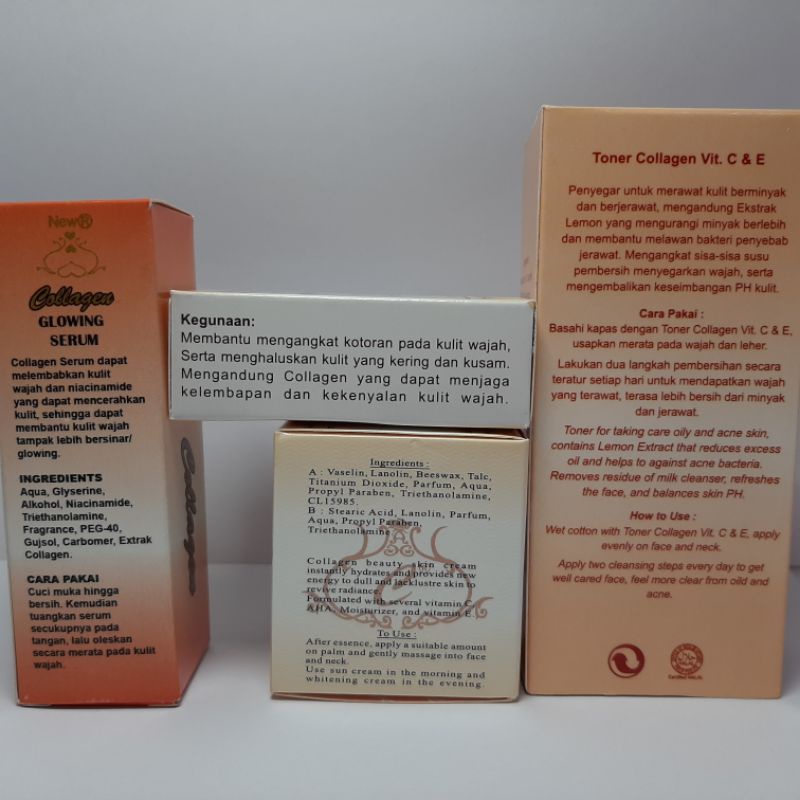 New®
Collagen
GLOWING
SERUM
Collagen Serum dapat
melembabkan kulit
wajah dan niacinamide
yang dapat mencerahkan
kulit, sehingga dapat
membantu kulit wajah
tampak lebih bersinar/
glowing.
INGREDIENTS
Aqua, Glyserine,
Alkohol, Niacinamide,
Triethanolamine,
Fragrance, PEG-40,
Gujsol, Carbomer, Extrak
Collagen.
CARA PAKAI
Cuci muka hingga
bersih. Kemudian
tuangkan serum
secukupnya pada
tangan, lalu oleskan
secara merata pada kulit
wajah.
Collagen
Kegunaan:
Membantu mengangkat kotoran pada kulit wajah,
Serta menghaluskan kulit yang kering dan kusam.
Mengandung Collagen yang dapat menjaga
kelembapan dan kekenyalan kulit wajah.
Ingredients :
A : Vaselin, Lanolin, Beeswax, Talc,
Titanium Dioxide, Parfum, Aqua,
Propyl Paraben, Triethanolamine,
CL15985.
B : Stearic Acid, Lanolin, Parfum,
Aqua, Propyl Paraben,
Triethanolamine
Collagen beauty skin cream
instantly hydrates and provides new
energy to dull and lacklustre skin to
revive radiance.
Formulated with several vitamin C,
AHA, Moisturizer, and vitamin E.
To Use :
After essence, apply a suitable amount
on palm and gently massage into face
and neck.
Use sun cream in the morning and
whitening cream in the evening.
Toner Collagen Vit. C & E
Penyegar untuk merawat kulit berminyak
dan berjerawat, mengandung Ekstrak
Lemon yang mengurangi minyak berlebih
dan membantu melawan bakteri penyebab
jerawat. Mengangkat sisa-sisa susu
pembersih menyegarkan wajah, serta
mengembalikan keseimbangan PH kulit.
Cara Pakai :
Basahi kapas dengan Toner Collagen Vit. C & E,
usapkan merata pada wajah dan leher.
Lakukan dua langkah pembersihan secara
teratur setiap hari untuk mendapatkan wajah
yang terawat, terasa lebih bersih dari minyak
dan jerawat.
Toner for taking care oily and acne skin,
contains Lemon Extract that reduces excess
oil and helps to against acne bacteria.
Removes residue of milk cleanser, refreshes
the face, and balances skin PH.
How to Use :
Wet cotton with Toner Collagen Vit. C & E, apply
evenly on face and neck.
Apply two cleansing steps every day to get
well cared face, feel more clear from oild and
acne.
Certified HALAL